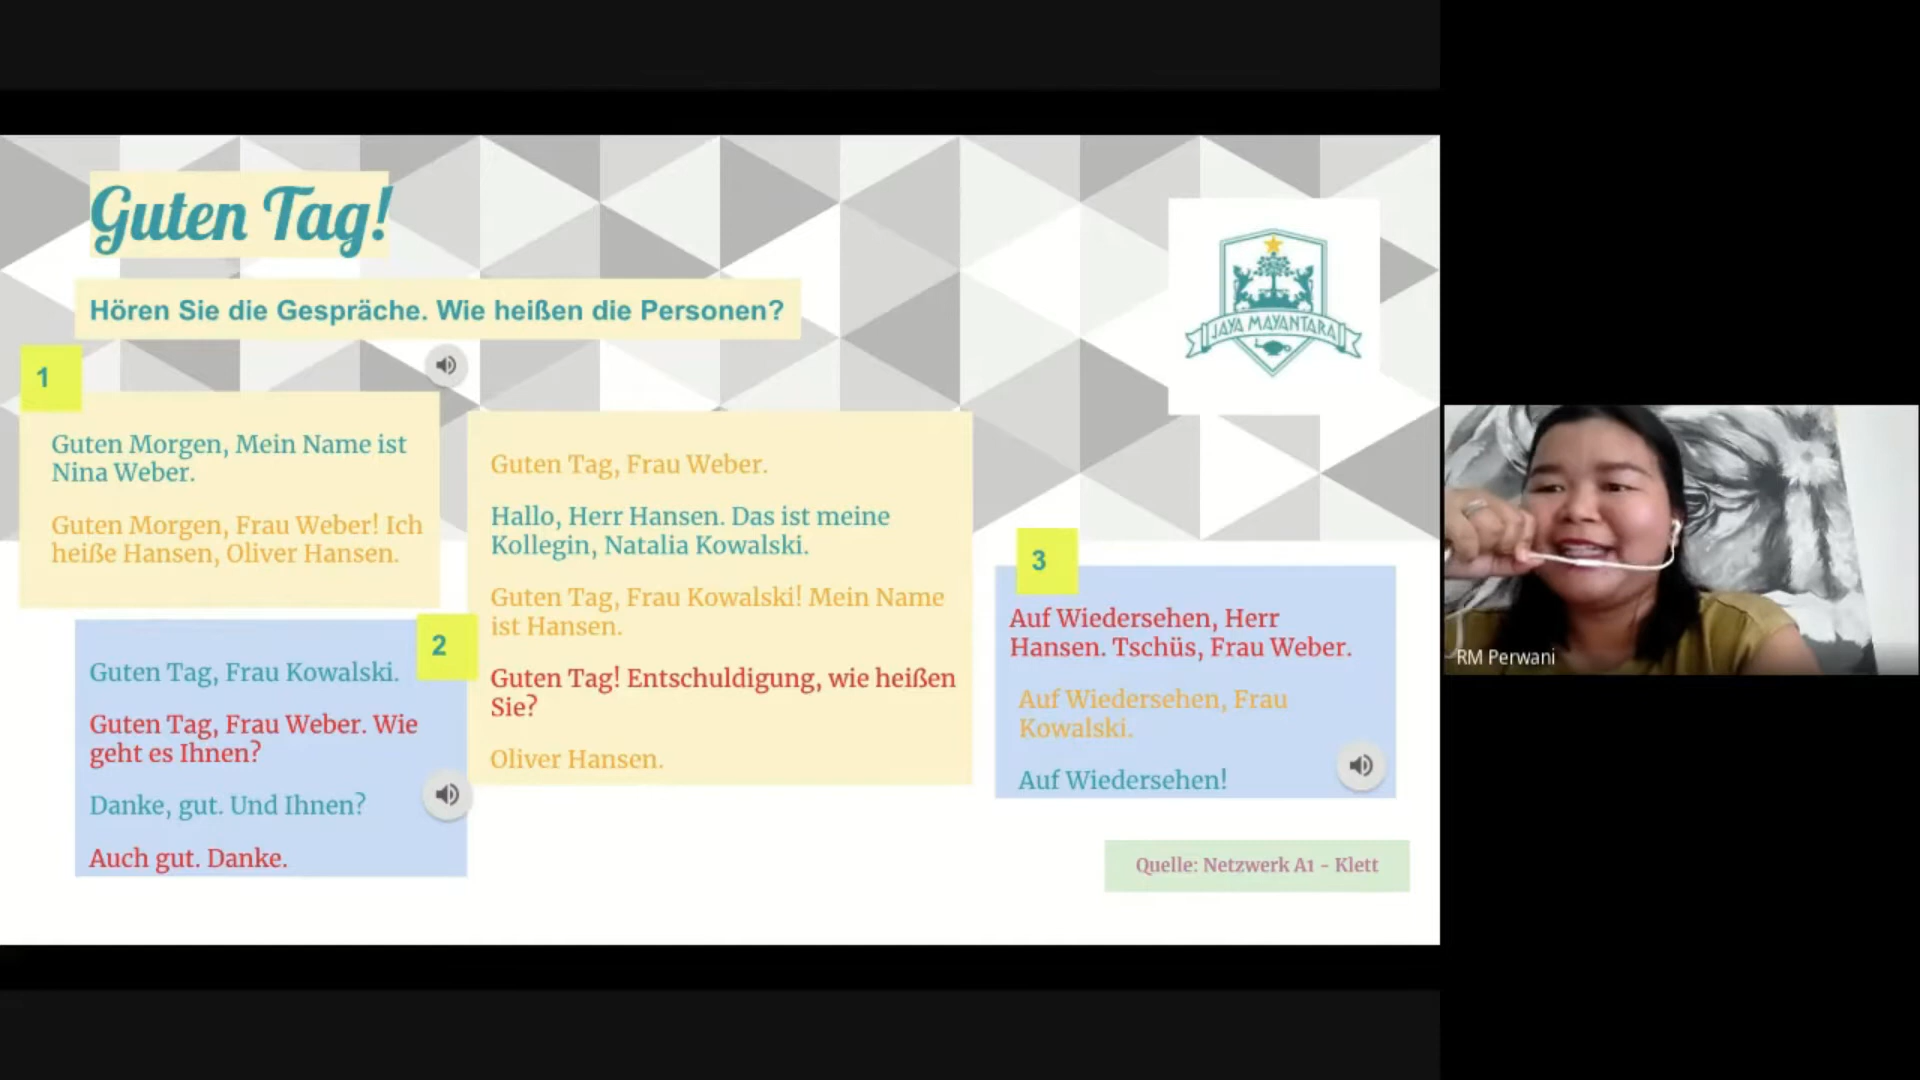 Guten Tag!
Hören Sie die Gespräche. Wie heißen die Personen?
JAYA MAYANTARA
1
Guten Morgen, Mein Name ist
Nina Weber.
Guten Morgen, Frau Weber! Ich
heiße Hansen, Oliver Hansen.
2
Guten Tag, Frau Kowalski.
Guten Tag, Frau Weber. Wie
geht es Ihnen?
Danke, gut. Und Ihnen?
Auch gut. Danke.
Guten Tag, Frau Weber.
Hallo, Herr Hansen. Das ist meine
Kollegin, Natalia Kowalski.
Guten Tag, Frau Kowalski! Mein Name
ist Hansen.
Guten Tag! Entschuldigung, wie heißen
Sie?
Oliver Hansen.
3
Auf Wiedersehen, Herr
Hansen. Tschüs, Frau Weber.
Auf Wiedersehen, Frau
Kowalski.
Auf Wiedersehen!
Quelle: Netzwerk A1 - Klett
RM Perwani